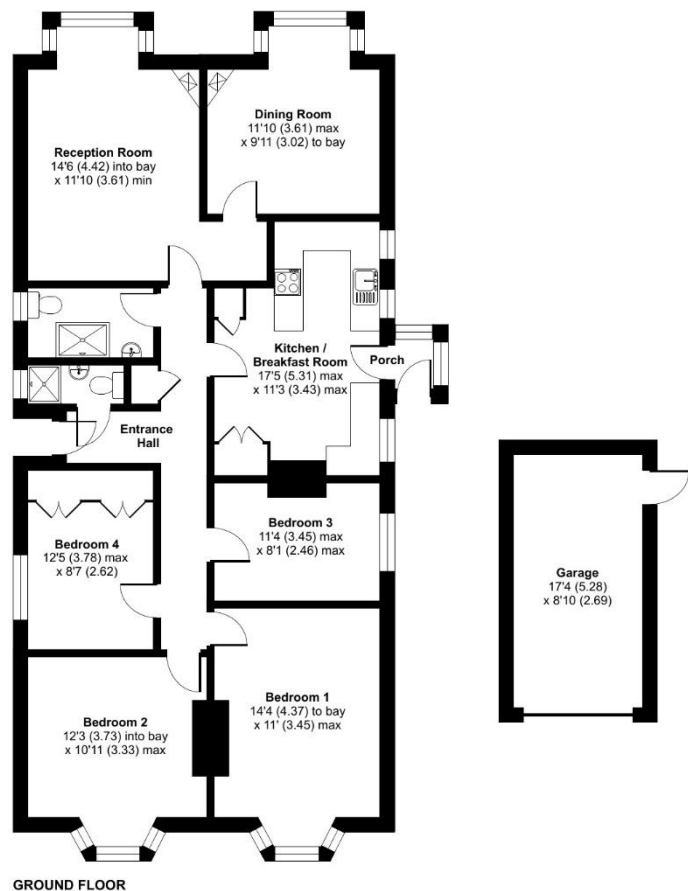 Dining Room
11'10 (3.61) max
x 9'11 (3.02) to bay
Reception Room
14'6 (4.42) into bay
x 11'10 (3.61) min
Kitchen /
Breakfast Room
17'5 (5.31) max
x 11'3 (3.43) max
Porch
Entrance
Hall
Bedroom 3
11'4 (3.45) max
x 8'1 (2.46) max
Bedroom 4
12'5 (3.78) max
x 8'7 (2.62)
Garage
17'4 (5.28)
x 8'10 (2.69)
Bedroom 1
14'4 (4.37) to bay
x 11' (3.45) max
Bedroom 2
12'3 (3.73) into bay
x 10'11 (3.33) max
GROUND FLOOR